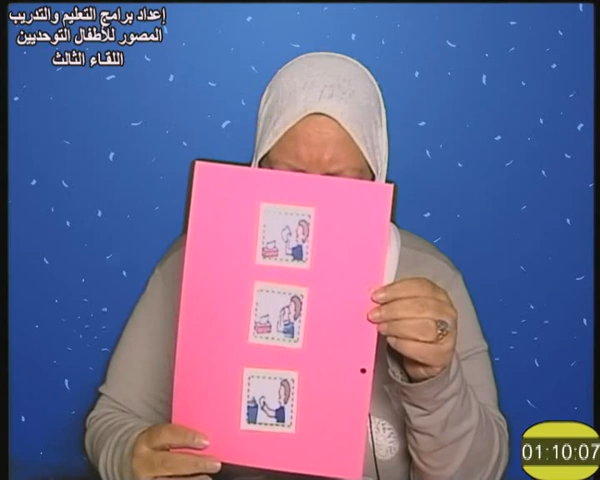 إعداد برامج التعليم والتدريب
المصور للأطفال التوحديين
اللقاء الثالث
01:10:07